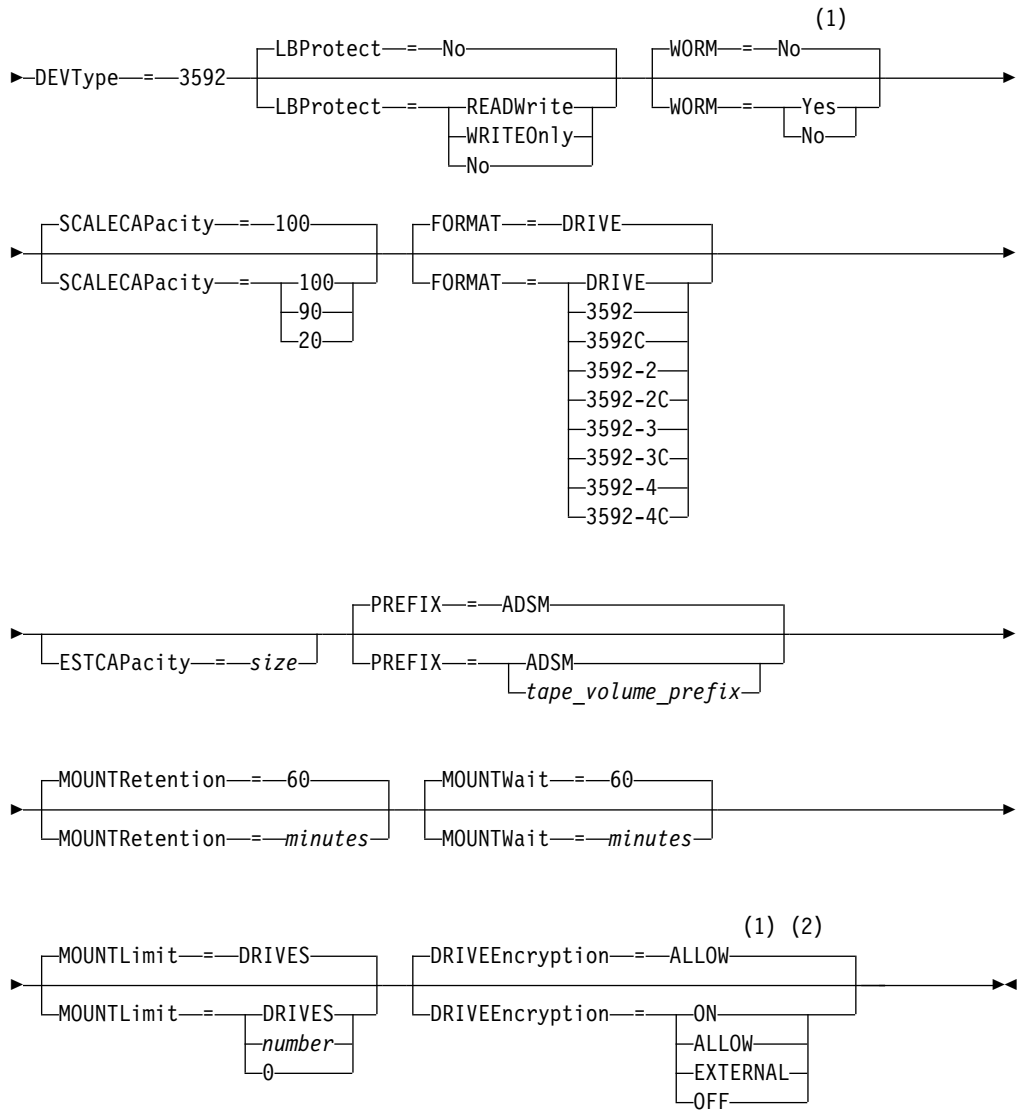 (1)
LBProtect = No WORM = No
DEVType = 3592
LBProtect = READWrite WORM = Yes
WRITEOnly No
No
SCALECAPacity = 100 FORMAT = DRIVE
SCALECAPacity = 100 FORMAT = DRIVE
90 3592
20 3592C
3592-2
3592-2C
3592-3
3592-3C
3592-4
3592-4C
PREFIX = ADSM
ESTCAPacity = size PREFIX = ADSM
tape_volume_prefix
MOUNTRetention = 60 MOUNTWait = 60
MOUNTRetention = minutes MOUNTWait = minutes
(1) (2)
MOUNTLimit = DRIVES DRIVEEncryption = ALLOW
MOUNTLimit = DRIVES DRIVEEncryption = ON
number ALLOW
0 EXTERNAL
OFF